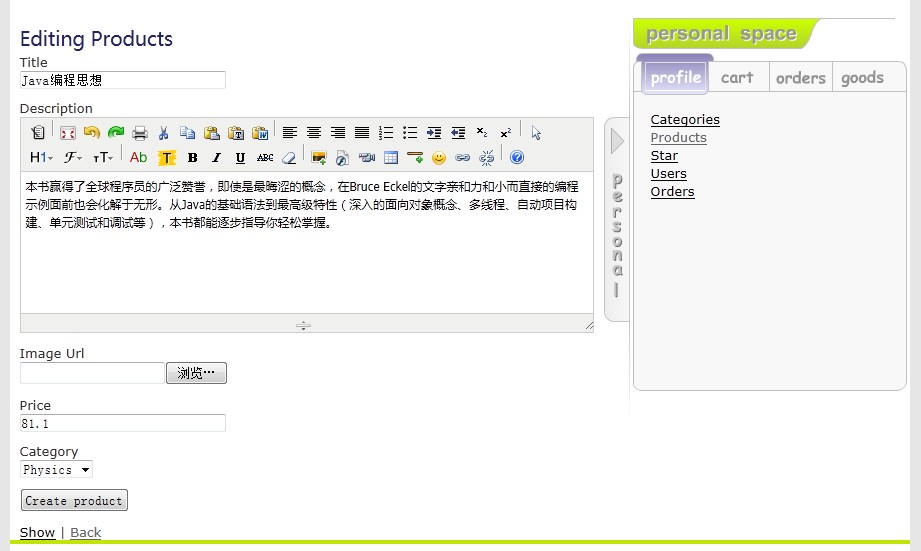 Editing Products
Title
Java编程思想
Description
H1 F тT Ab T B I U ABC
本书赢得了全球程序员的广泛赞誉，即使是最晦涩的概念，在Bruce Eckel的文字亲和力和小而直接的编程
示例面前也会化解于无形。从Java的基础语法到最高级特性（深入的面向对象概念、多线程、自动项目构
建、单元测试和调试等），本书都能逐步指导你轻松掌握。
Image Url
浏览…
Price
81.1
Category
Physics
Create product
Show | Back
personal
personal space
profile cart orders goods
Categories
Products
Star
Users
Orders